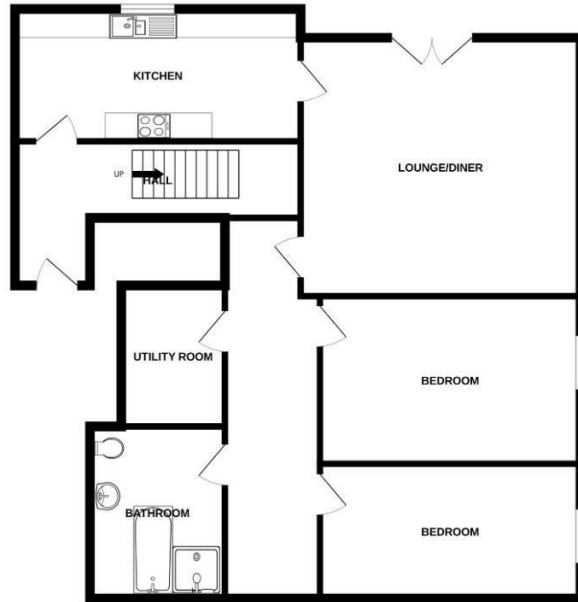 KITCHEN
LOUNGE/DINER
UP
HALL
UTILITY ROOM
BEDROOM
BATHROOM
BEDROOM